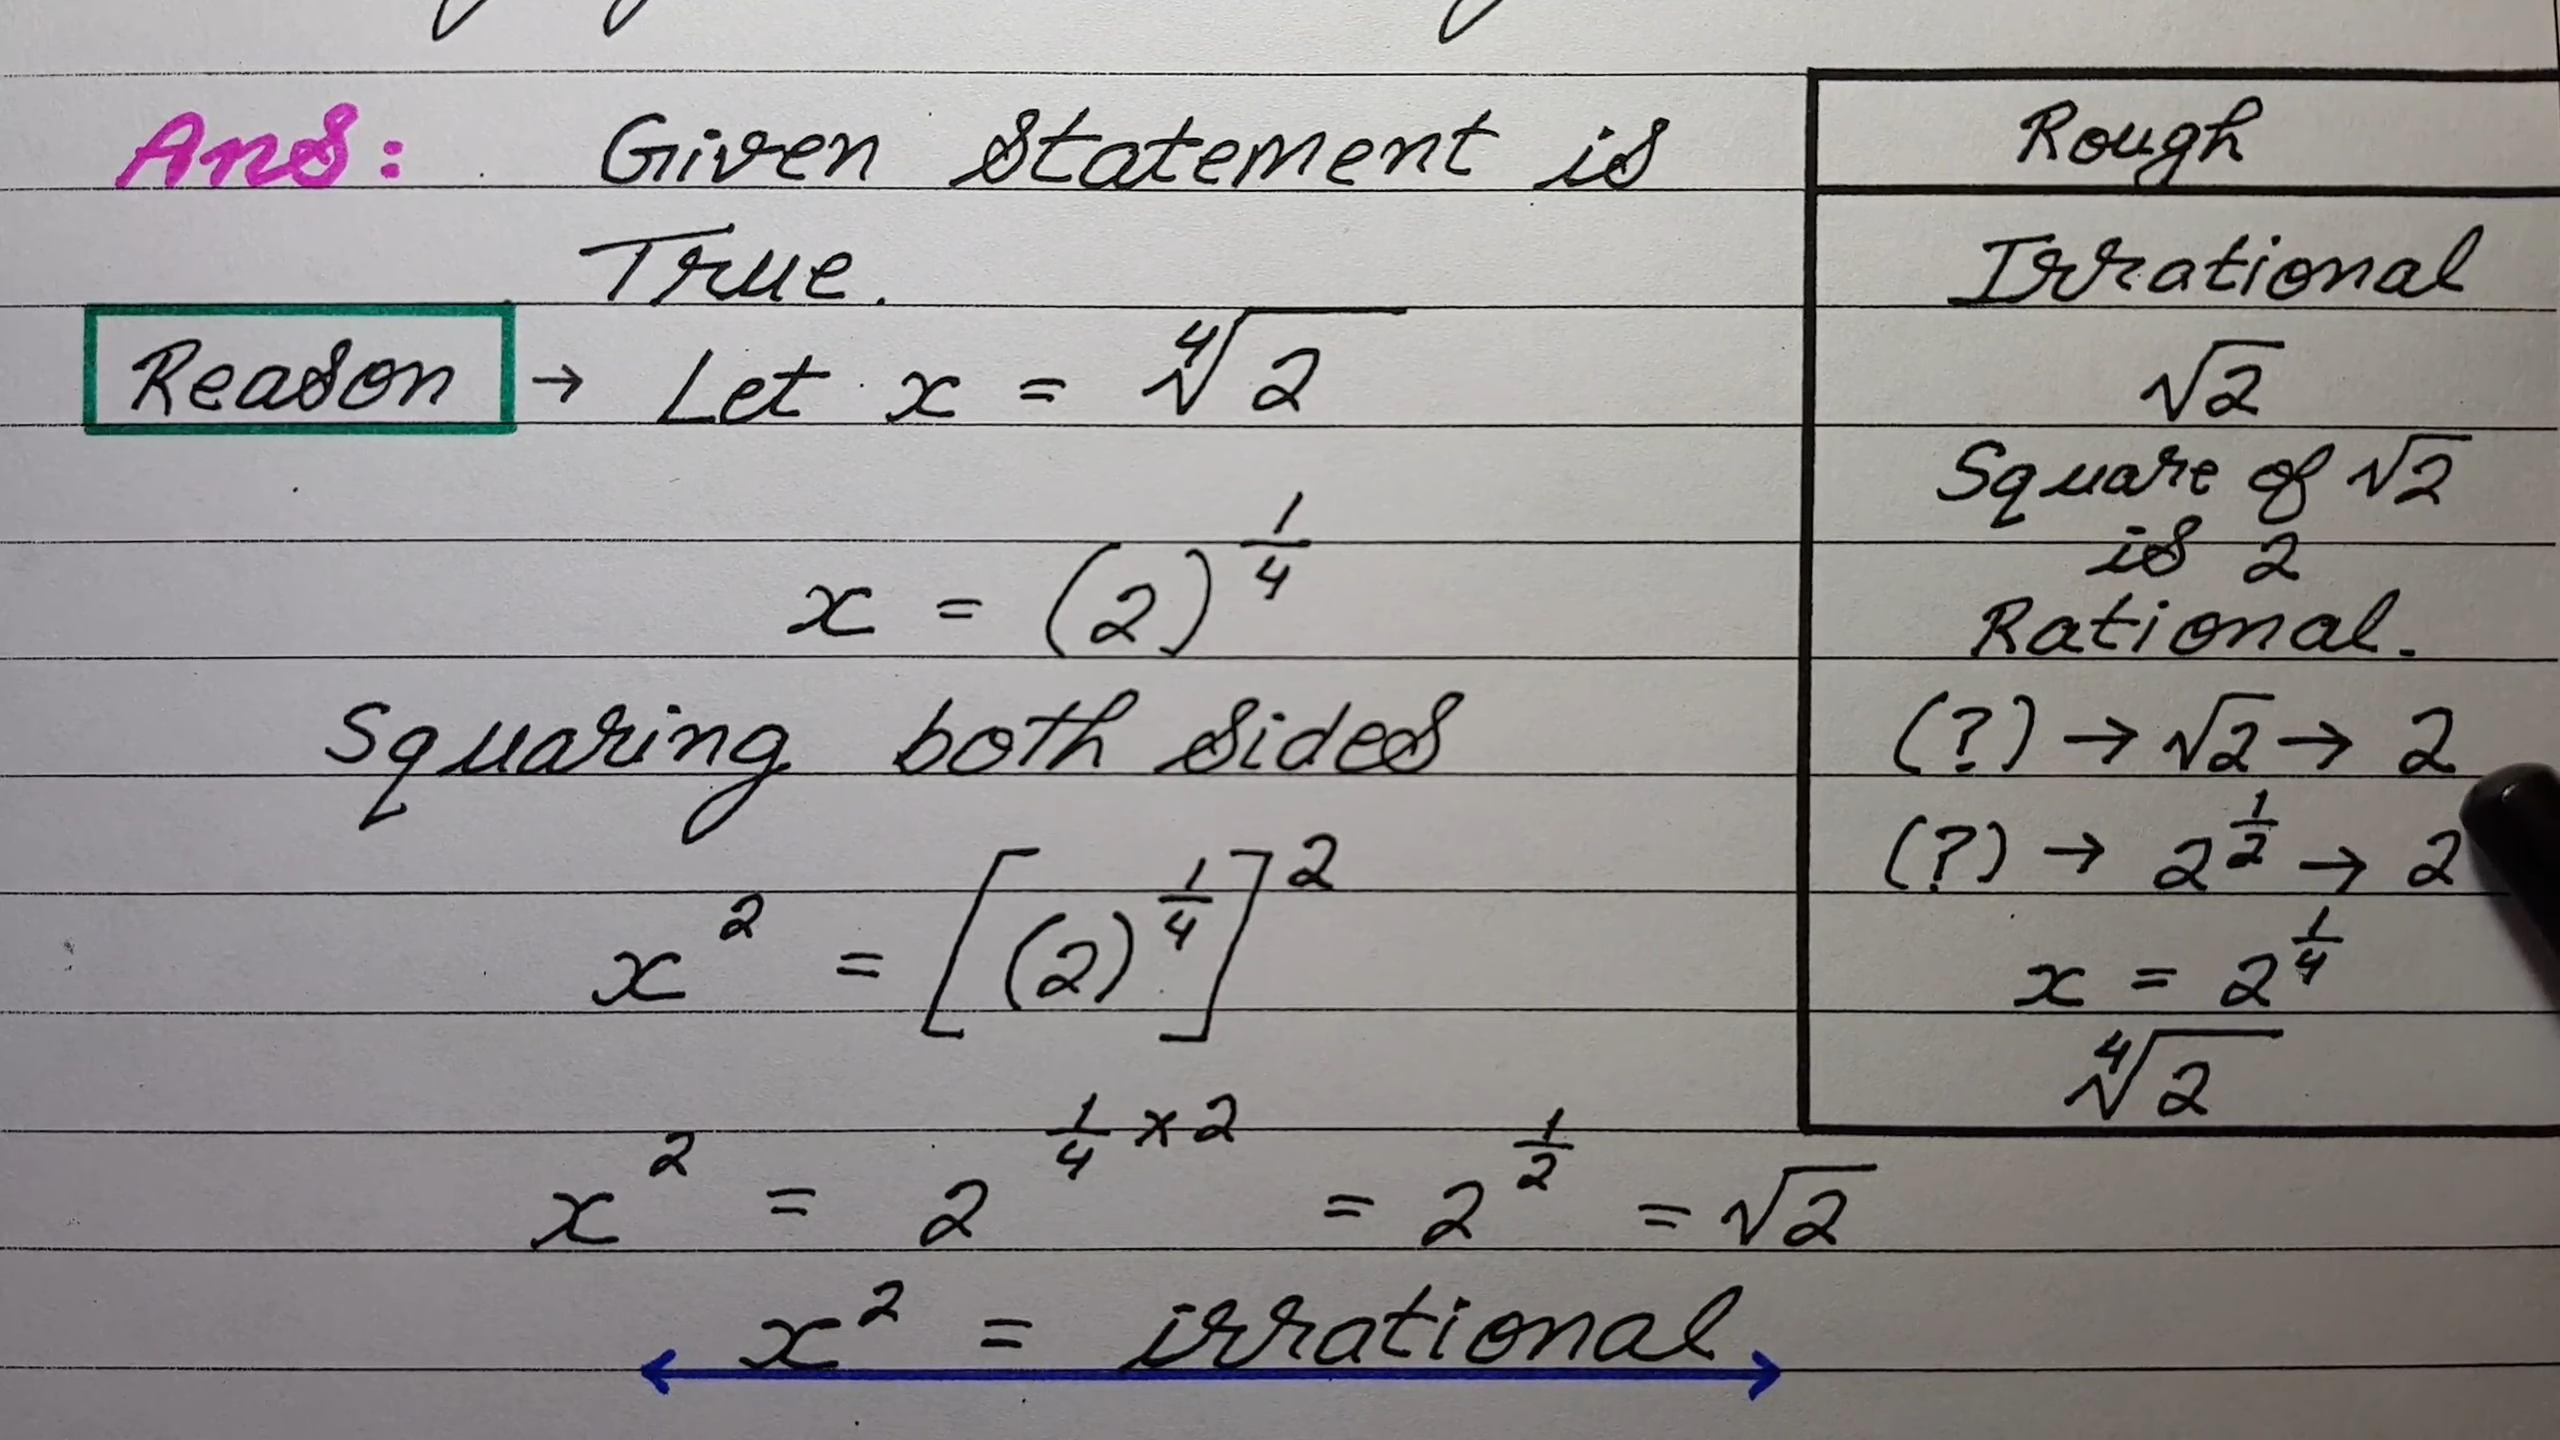 Ans: Given Statement is
True.
Reason → Let x = ∜2
x = (2)^{1/4}
Squaring both sides
x² = [(2)^{1/4}]²
x² = 2^{1/4 × 2} = 2^{1/2} = √2
x² = irrational.
Rough
Irrational
√2
Square of √2
is 2
Rational.
(?) → √2 → 2
(?) → 2^{1/2} → 2
x = 2^{1/4}
∜2